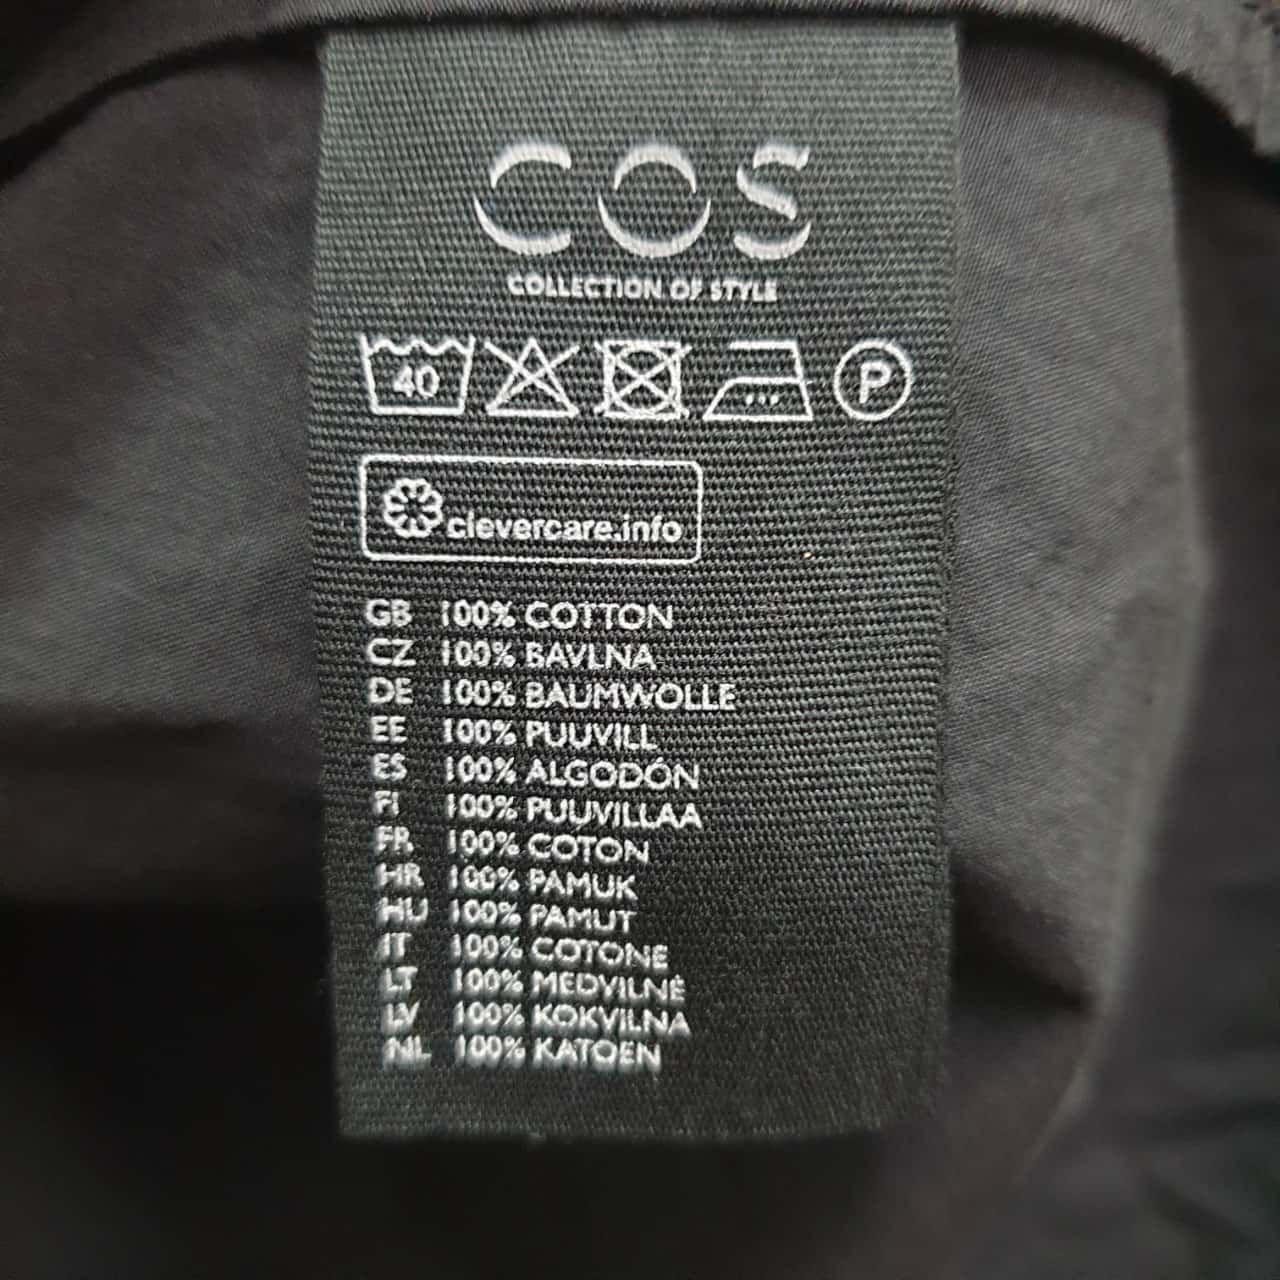 COS
COLLECTION OF STYLE
40 P
clevercare.info
GB 100% COTTON
CZ 100% BAVLNA
DE 100% BAUMWOLLE
EE 100% PUUVILL
ES 100% ALGODÓN
FI 100% PUUVILLAA
FR 100% COTON
HR 100% PAMUK
HU 100% PAMUT
IT 100% COTONE
LT 100% MEDVILNĖ
LV 100% KOKVILNA
NL 100% KATOEN